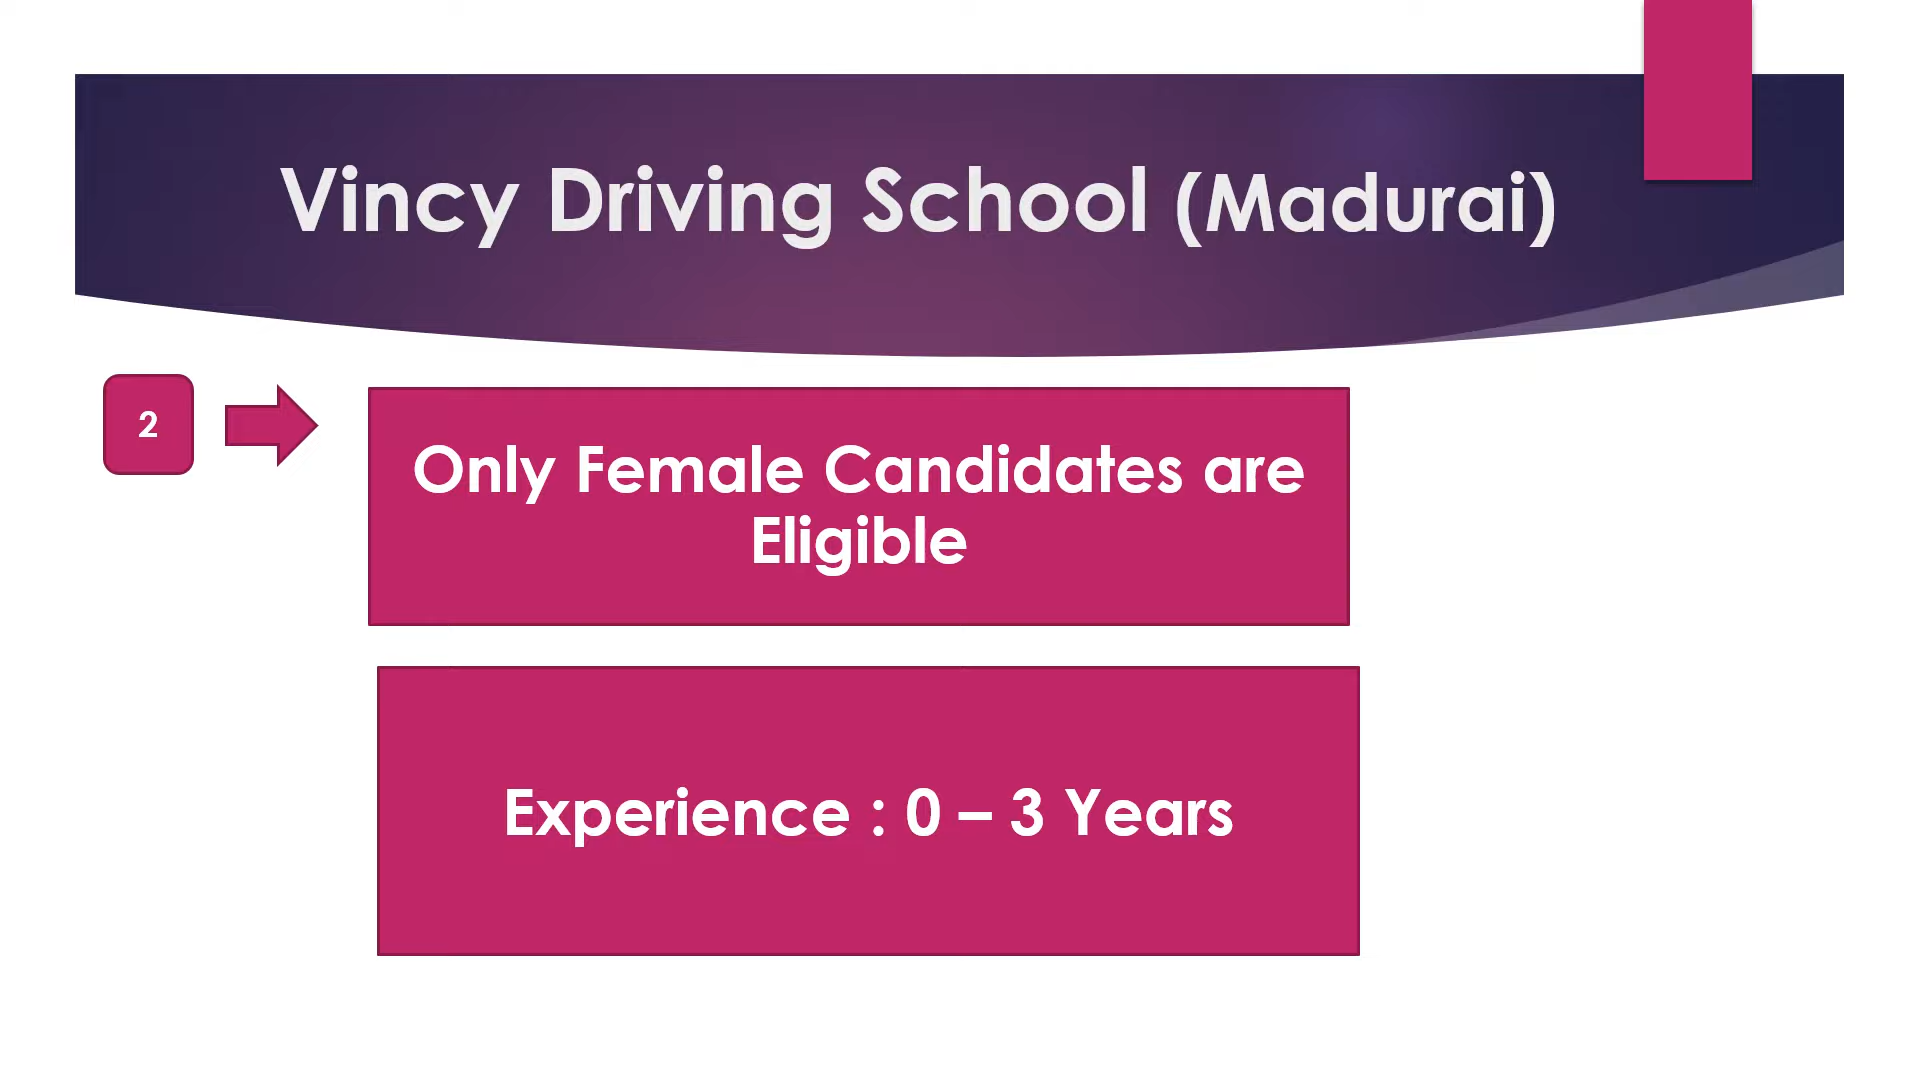 Vincy Driving School (Madurai)
2
Only Female Candidates are
Eligible
Experience : 0 – 3 Years